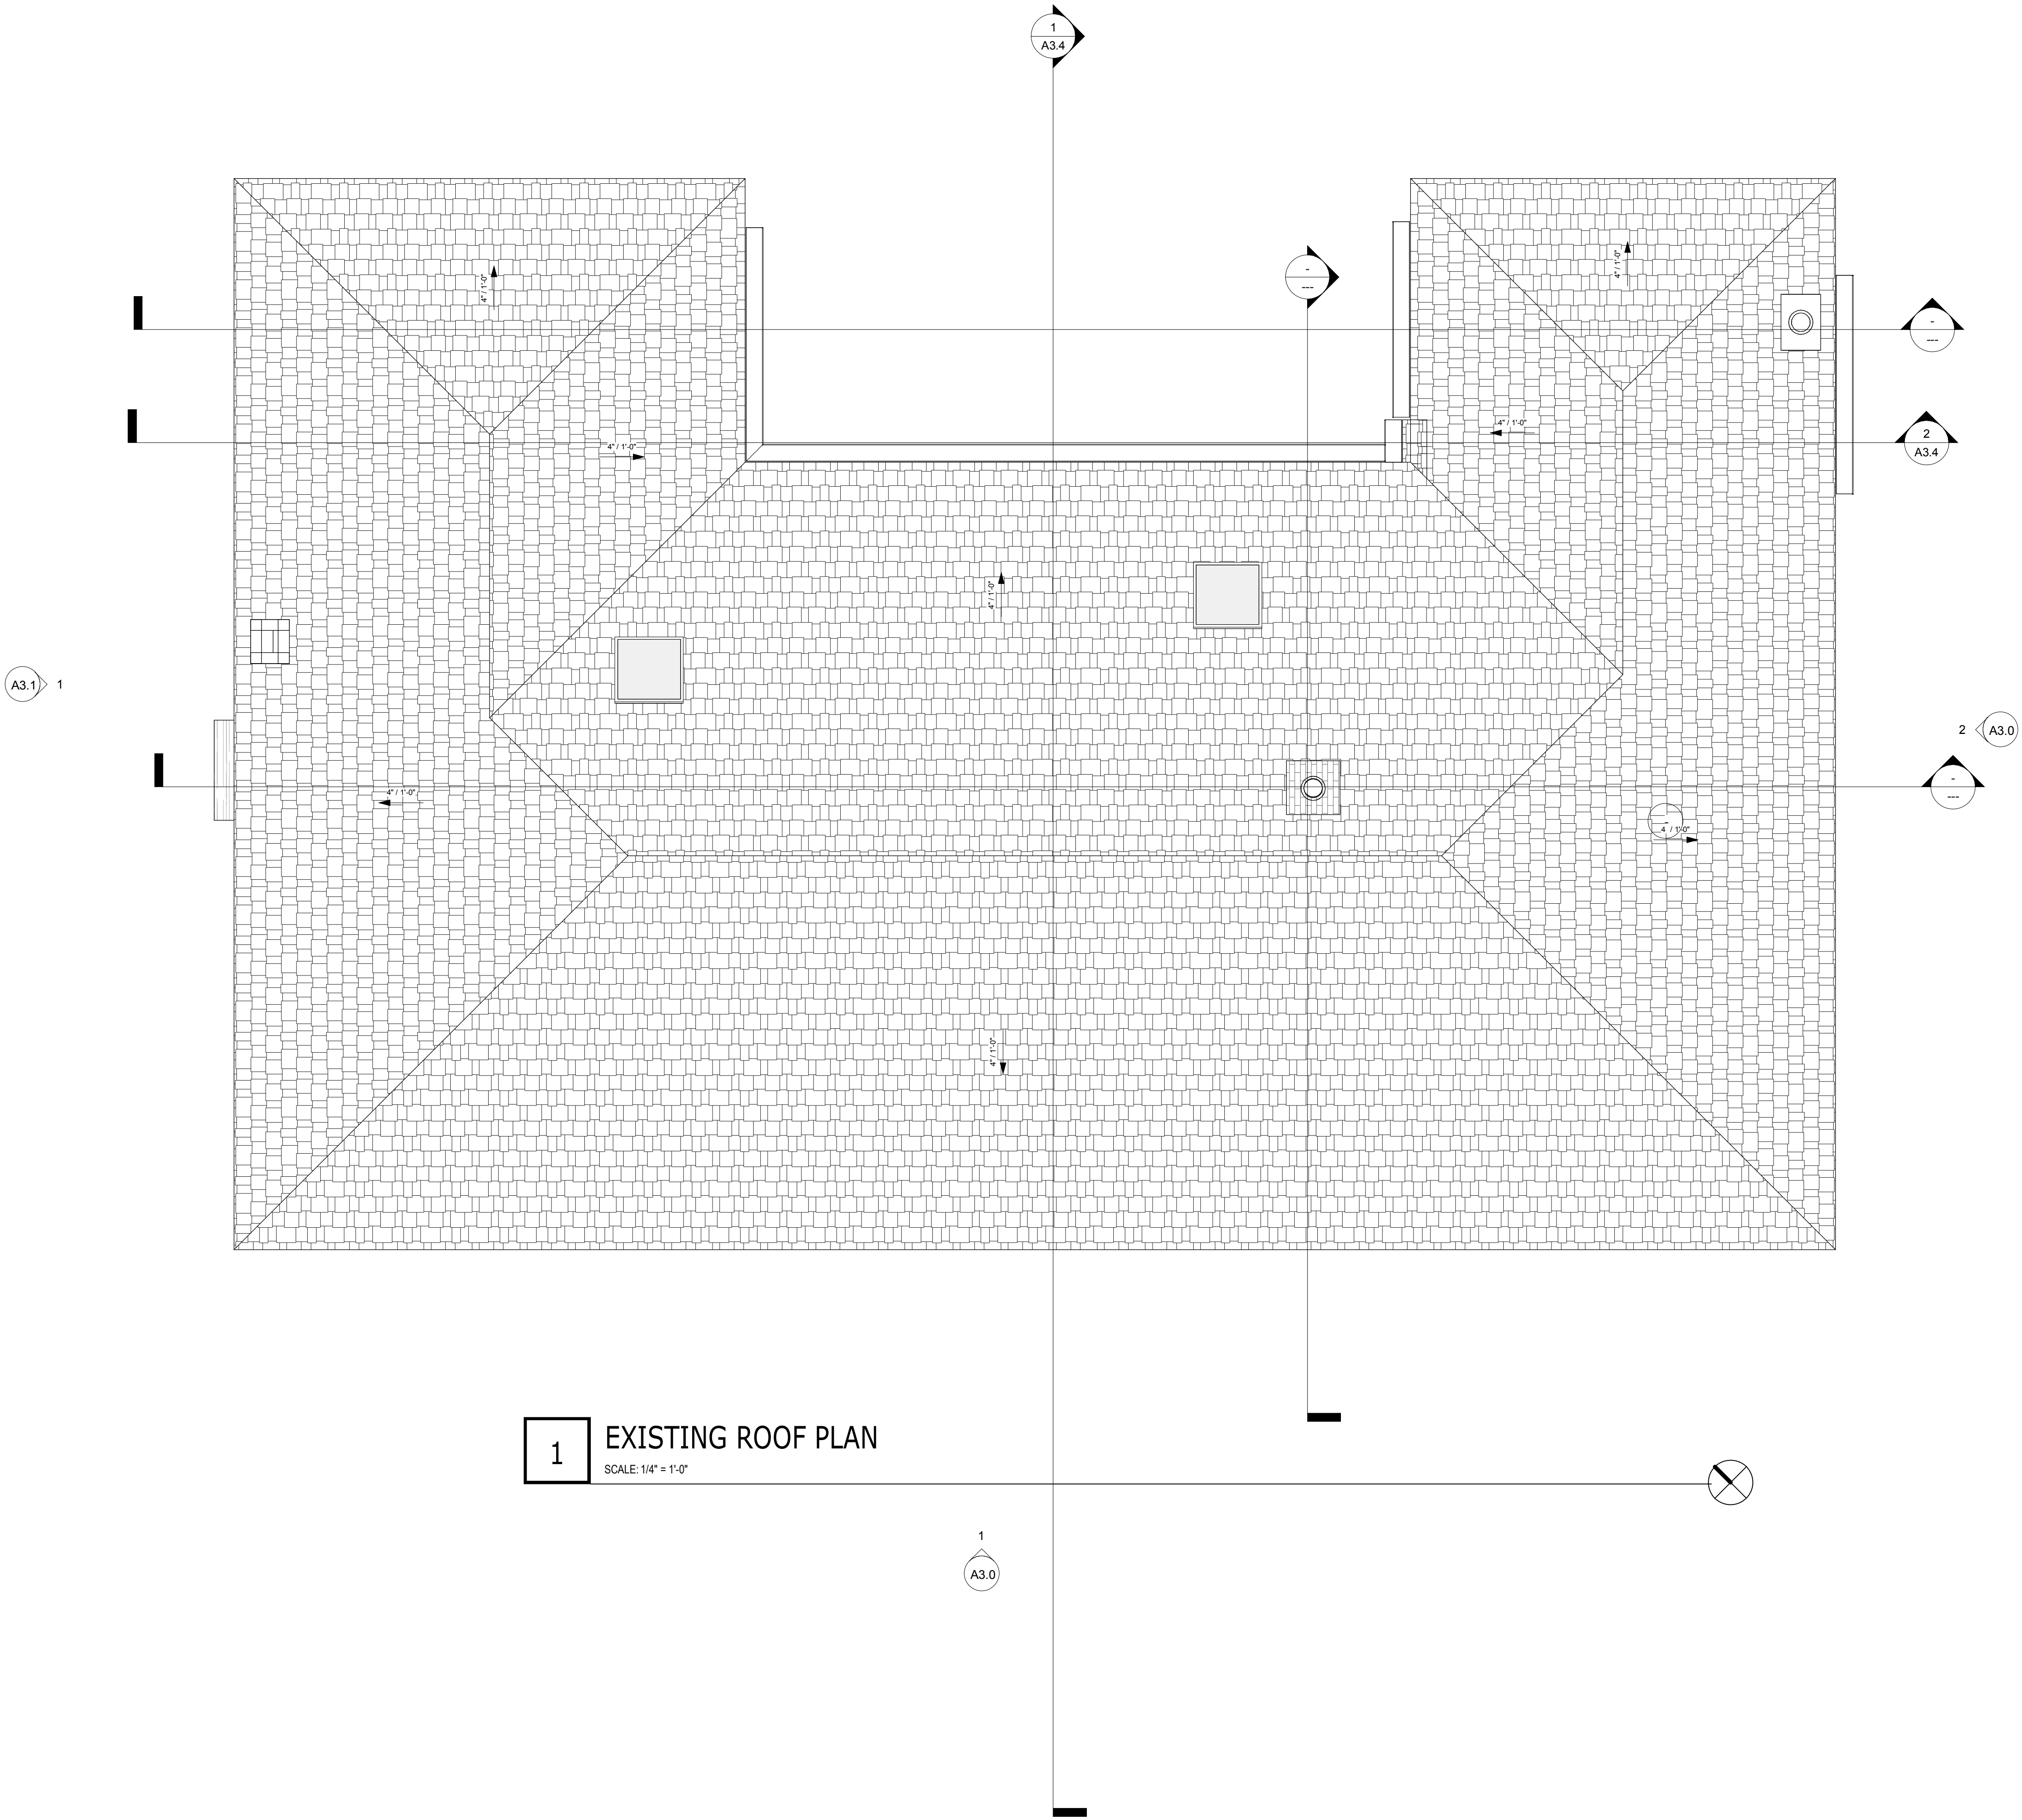 1
A3.4
-
---
4" / 1'-0"
4" / 1'-0"
-
---
4" / 1'-0"
4" / 1'-0"
2
A3.4
4" / 1'-0"
A3.1
1
2
A3.0
-
---
4" / 1'-0"
-
4 / 1'-0"
4" / 1'-0"
1
EXISTING ROOF PLAN
SCALE: 1/4" = 1'-0"
1
A3.0